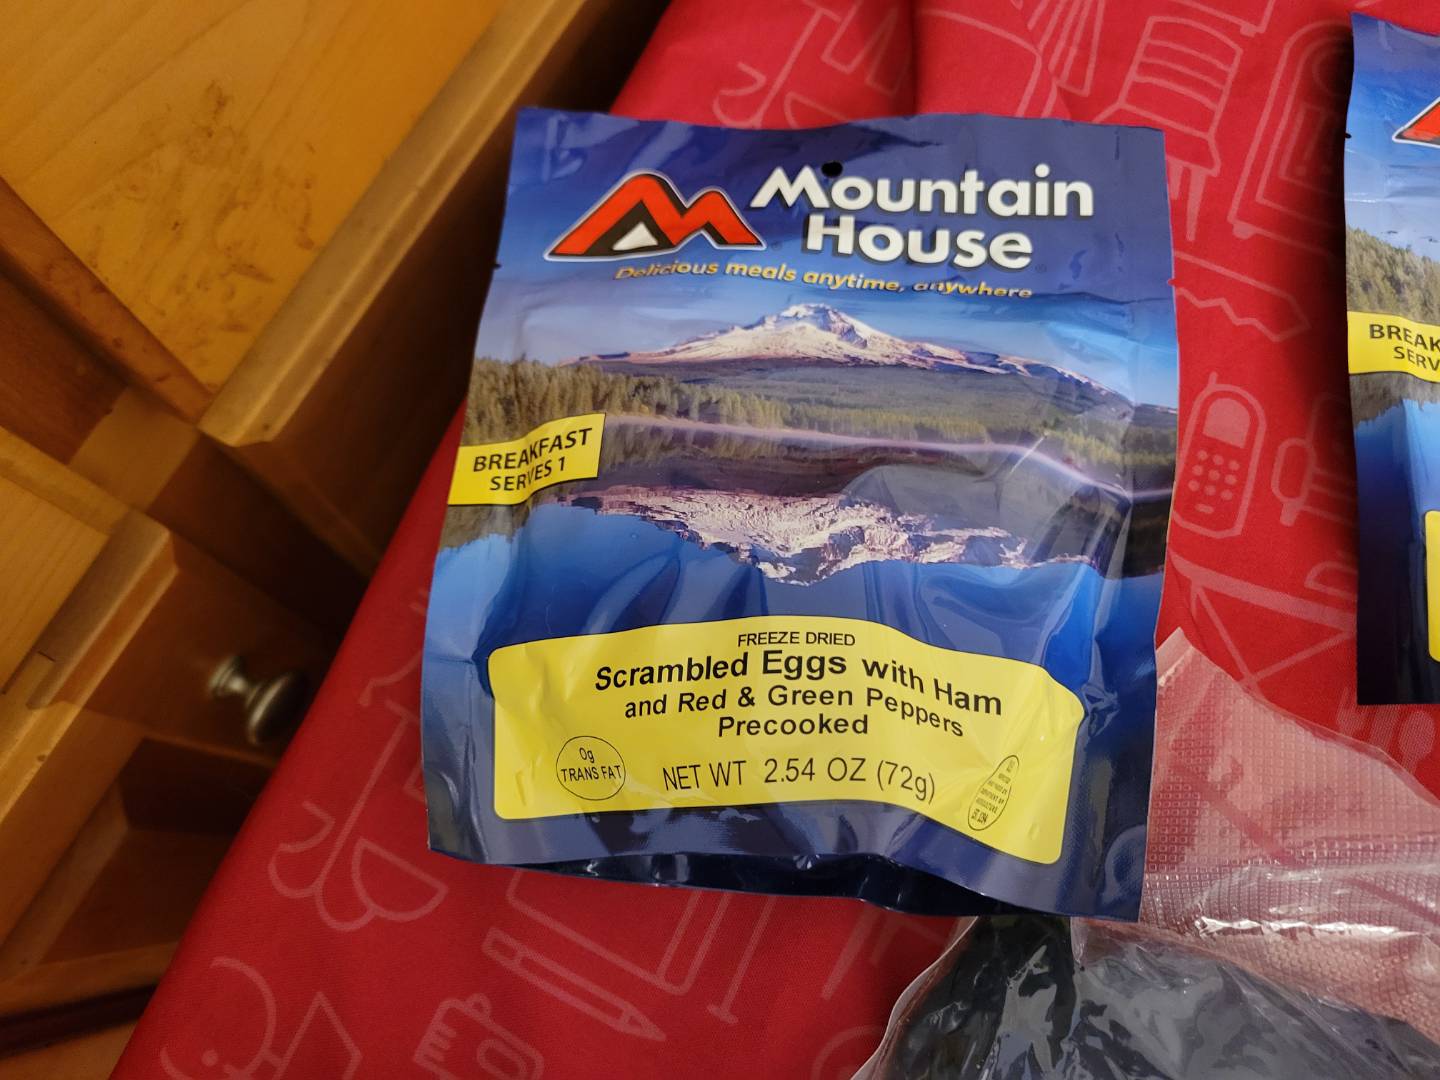 Mountain
House
Delicious meals anytime, anywhere
BREAKFAST
SERVES 1
FREEZE DRIED
Scrambled Eggs with Ham
and Red & Green Peppers
Precooked
0g
TRANS FAT
NET WT 2.54 OZ (72g)
BREAK
SERV